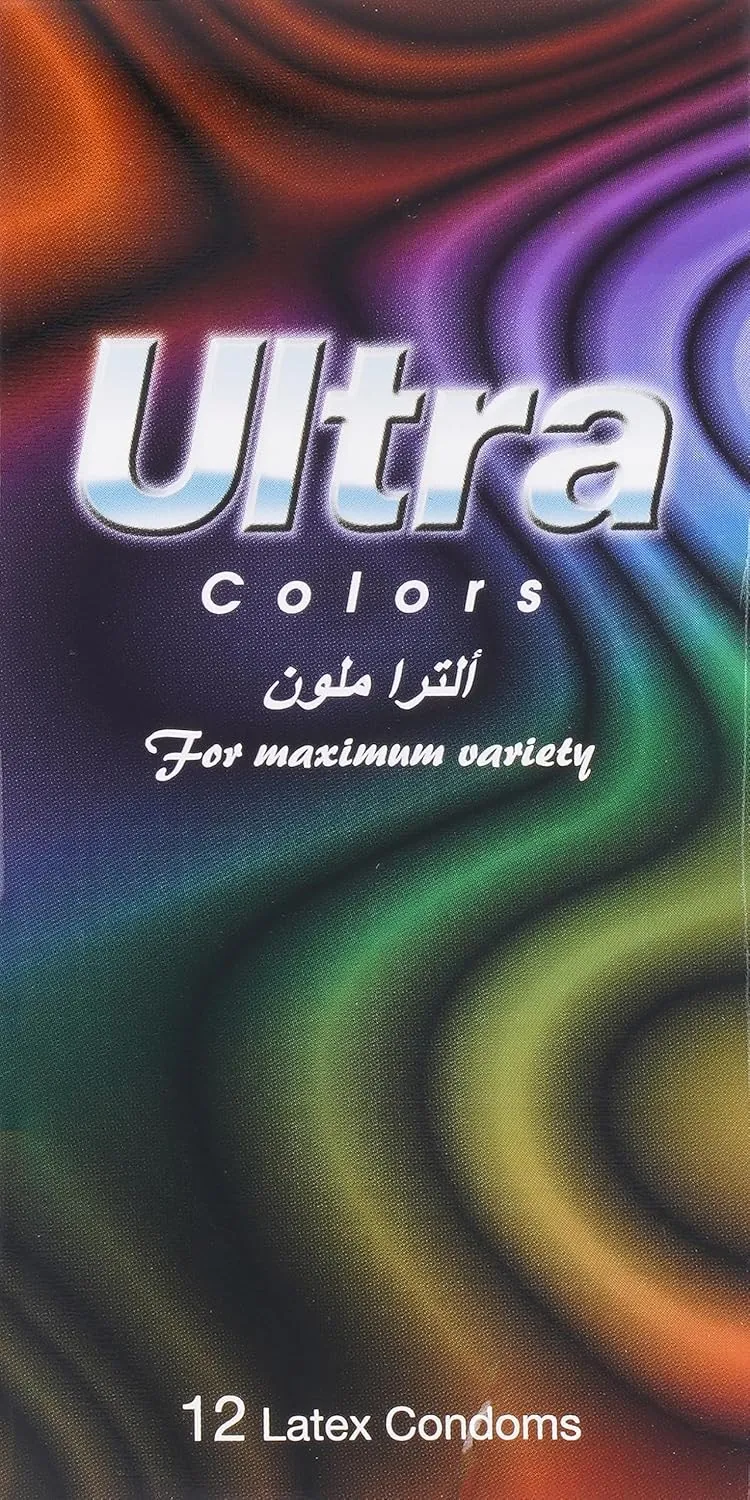 Ultra
Colors
ألترا ملون
For maximum variety
12 Latex Condoms